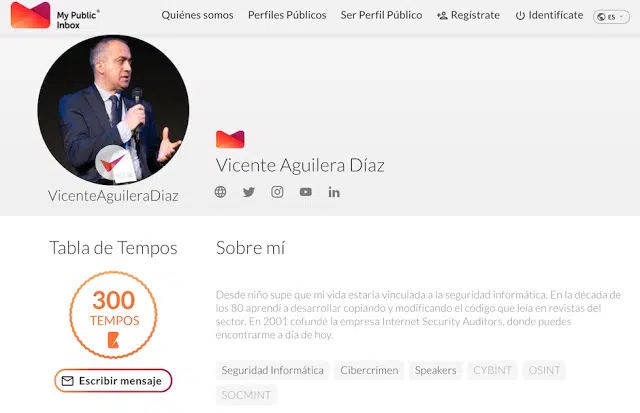 My Public®
Inbox
Quiénes somos
Perfiles Públicos
Ser Perfil Público
Regístrate
Identifícate
ES
Vicente Aguilera Díaz
VicenteAguileraDiaz
Tabla de Tempos
300
TEMPOS
Escribir mensaje
Sobre mí
Desde niño supe que mi vida estaría vinculada a la seguridad informática. En la década de
los 80 aprendí a desarrollar copiando y modificando el código que leía en revistas del
sector. En 2001 cofundé la empresa Internet Security Auditors, donde puedes
encontrarme a día de hoy.
Seguridad Informática
Cibercrimen
Speakers
CYBINT
OSINT
SOCMINT